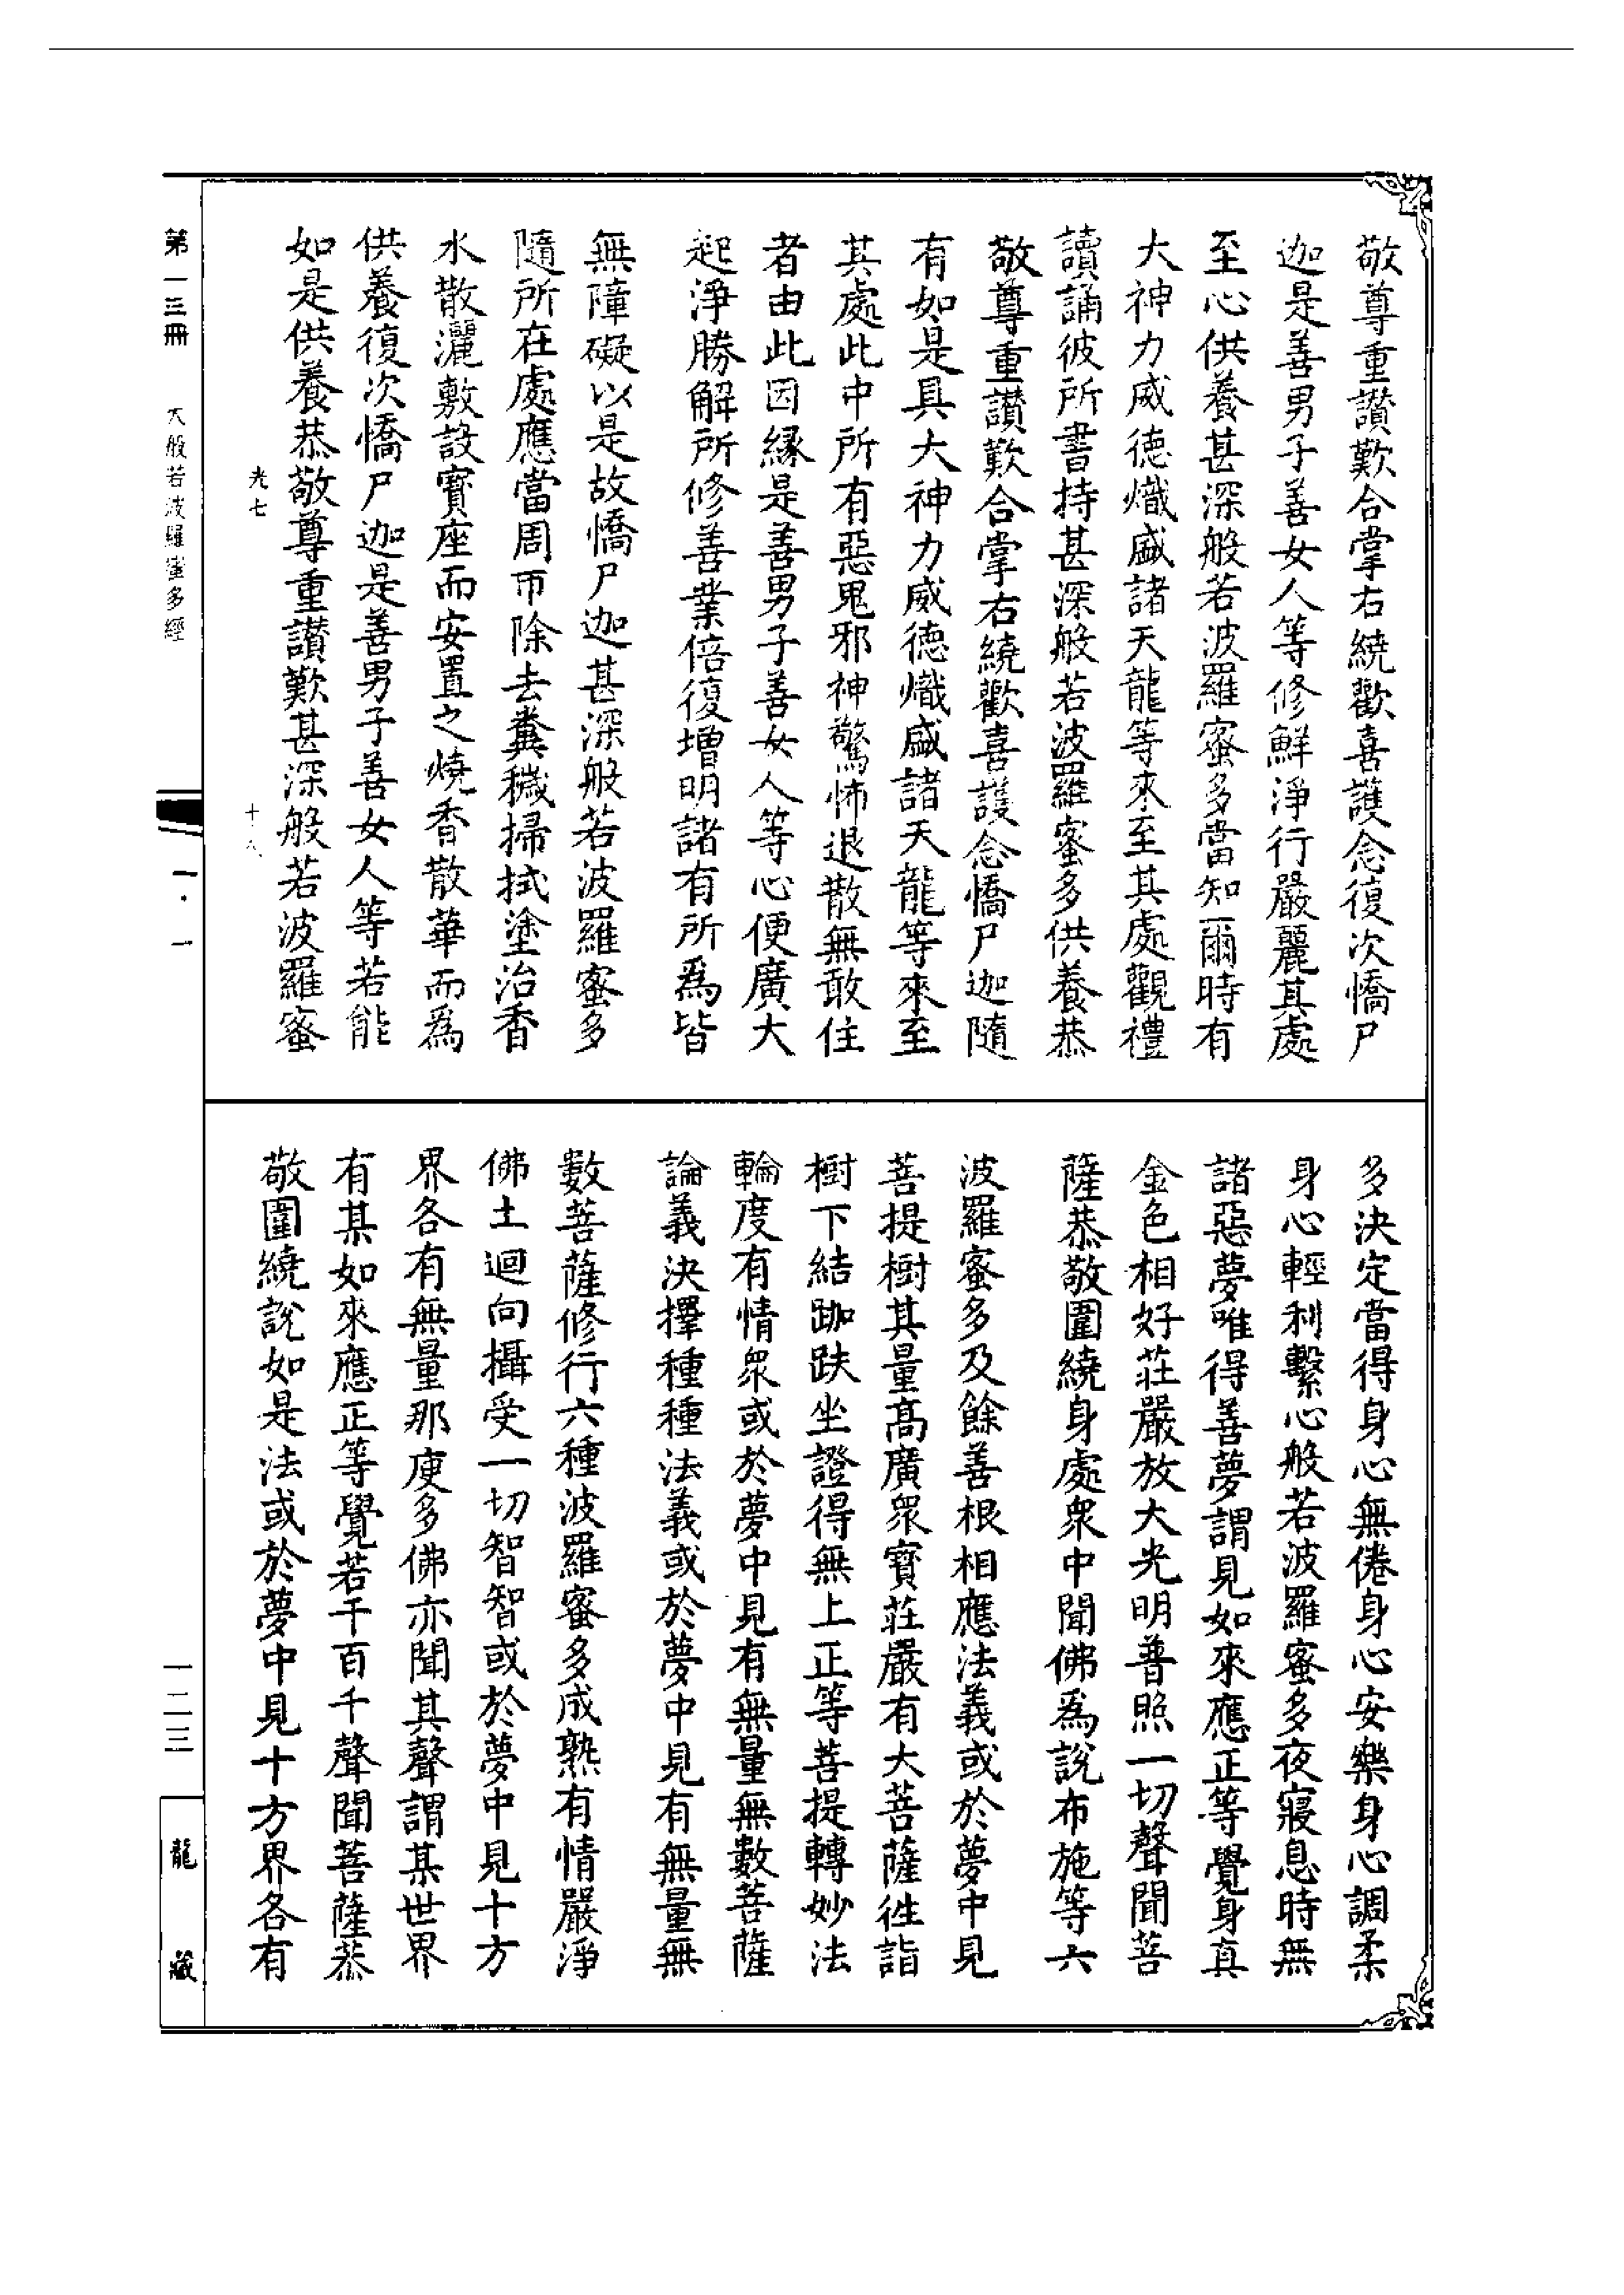 敬尊重讚歎合掌右繞歡喜護念復次憍尸
迦是善男子善女人等修鮮淨行嚴麗其處
至心供養甚深般若波羅蜜多當知爾時有
大神力威德熾盛諸天龍等來至其處觀禮
讀誦彼所書持甚深般若波羅蜜多供養恭
敬尊重讚歎合掌右繞歡喜護念憍尸迦隨
有如是具大神力威德熾盛諸天龍等來至
其處此中所有惡鬼邪神驚怖退散無敢住
者由此因緣是善男子善女人等心便廣大
起淨勝解所修善業倍復增明諸有所爲皆
無障礙以是故憍尸迦甚深般若波羅蜜多
隨所在處應當周帀除去糞穢掃拭塗治香
水散灑敷設寶座而安置之燒香散華而爲
供養復次憍尸迦是善男子善女人等若能
如是供養恭敬尊重讚歎甚深般若波羅蜜
光七 十八
多決定當得身心無倦身心安樂身心調柔
身心輕利繫心般若波羅蜜多夜寢息時無
諸惡夢唯得善夢謂見如來應正等覺身真
金色相好莊嚴放大光明普照一切聲聞菩
薩恭敬圍繞身處衆中聞佛爲說布施等六
波羅蜜多及餘善根相應法義或於夢中見
菩提樹其量高廣衆寶莊嚴有大菩薩徃詣
樹下結跏趺坐證得無上正等菩提轉妙法
輪度有情衆或於夢中見有無量無數菩薩
論義決擇種種法義或於夢中見有無量無
數菩薩修行六種波羅蜜多成熟有情嚴淨
佛土迴向攝受一切智智或於夢中見十方
界各有無量那庾多佛亦聞其聲謂某世界
有某如來應正等覺若干百千聲聞菩薩恭
敬圍繞說如是法或於夢中見十方界各有
第一三冊 大般若波羅蜜多經 一·一 一二三 龍藏